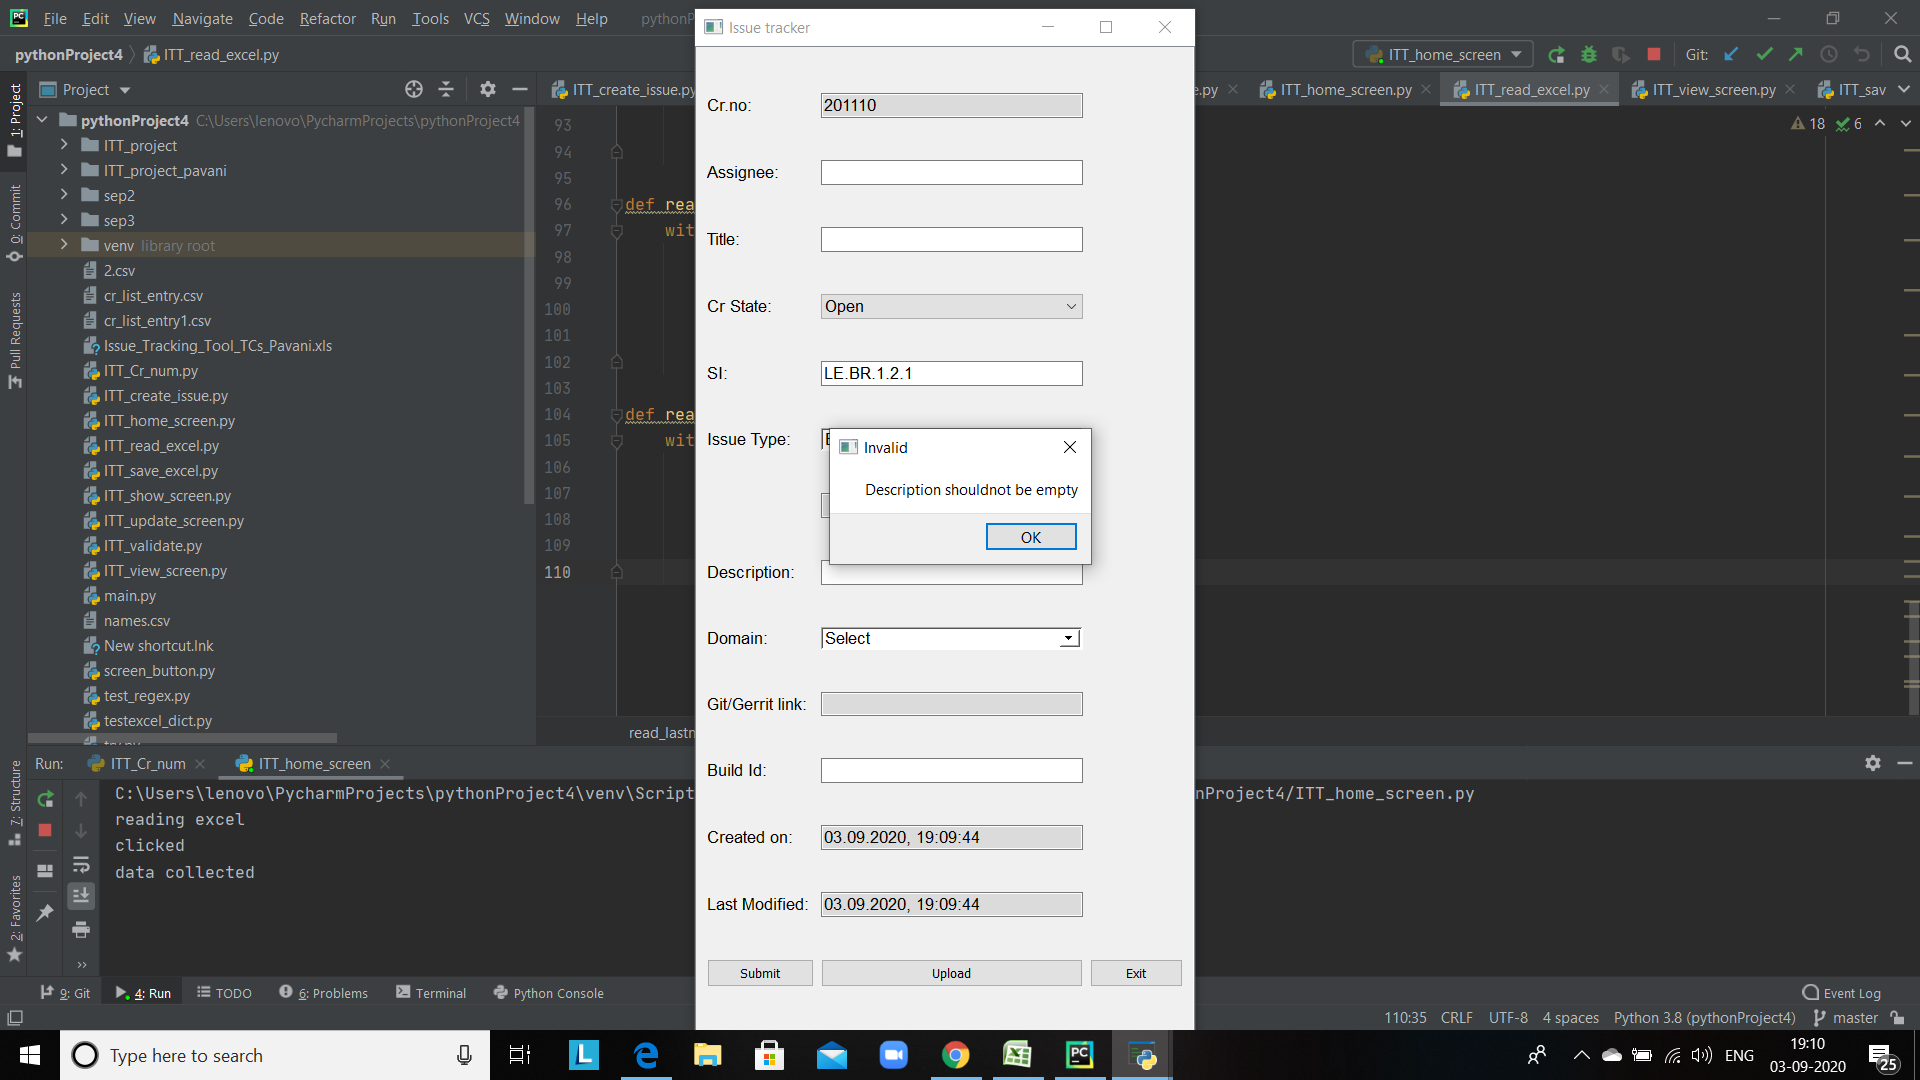 File Edit View Navigate Code Refactor Run Tools VCS Window Help pythonP
Issue tracker
pythonProject4 ITT_read_excel.py
ITT_home_screen
Git:
Project
ITT_create_issue.py
e.py
ITT_home_screen.py
ITT_read_excel.py
ITT_view_screen.py
ITT_sav
1: Project
0: Commit
Pull Requests
7: Structure
2: Favorites
pythonProject4 C:\Users\lenovo\PycharmProjects\pythonProject4
ITT_project
ITT_project_pavani
sep2
sep3
venv library root
2.csv
cr_list_entry.csv
cr_list_entry1.csv
Issue_Tracking_Tool_TCs_Pavani.xls
ITT_Cr_num.py
ITT_create_issue.py
ITT_home_screen.py
ITT_read_excel.py
ITT_save_excel.py
ITT_show_screen.py
ITT_update_screen.py
ITT_validate.py
ITT_view_screen.py
main.py
names.csv
New shortcut.lnk
screen_button.py
test_regex.py
testexcel_dict.py
93
94
95
96 def rea
97 wit
98
99
100
101
102
103
104 def rea
105 wit
106
107
108
109
110
18 6
read_lastn
Cr.no: 201110
Assignee:
Title:
Cr State: Open
SI: LE.BR.1.2.1
Issue Type:
Invalid
Description shouldnot be empty
OK
Description:
Domain: Select
Git/Gerrit link:
Build Id:
Created on: 03.09.2020, 19:09:44
Last Modified: 03.09.2020, 19:09:44
Submit Upload Exit
Run: ITT_Cr_num ITT_home_screen
C:\Users\lenovo\PycharmProjects\pythonProject4\venv\Script
nProject4/ITT_home_screen.py
reading excel
clicked
data collected
9: Git 4: Run TODO 6: Problems Terminal Python Console
Event Log
110:35 CRLF UTF-8 4 spaces Python 3.8 (pythonProject4) master
Type here to search
L
PC
ENG
19:10
03-09-2020
25